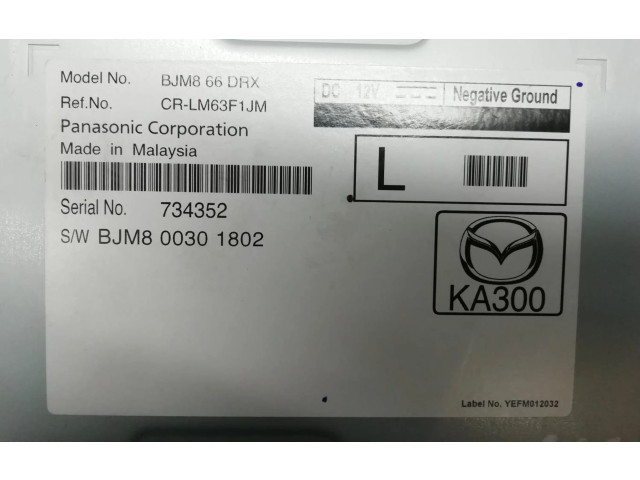 Model No. BJM8 66 DRX
Ref.No. CR-LM63F1JM
DC 12V Negative Ground
Panasonic Corporation
Made in Malaysia
L
Serial No. 734352
S/W BJM8 0030 1802
KA300
Label No. YEFM012032